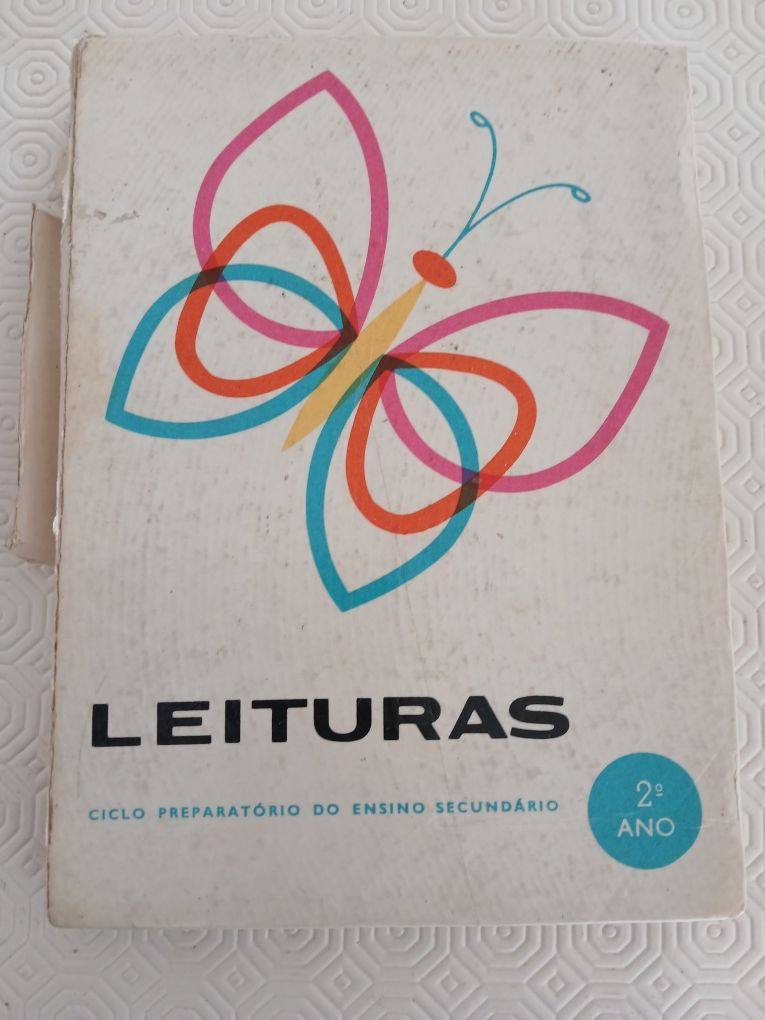 LEITURAS
CICLO PREPARATÓRIO DO ENSINO SECUNDÁRIO
2º
ANO